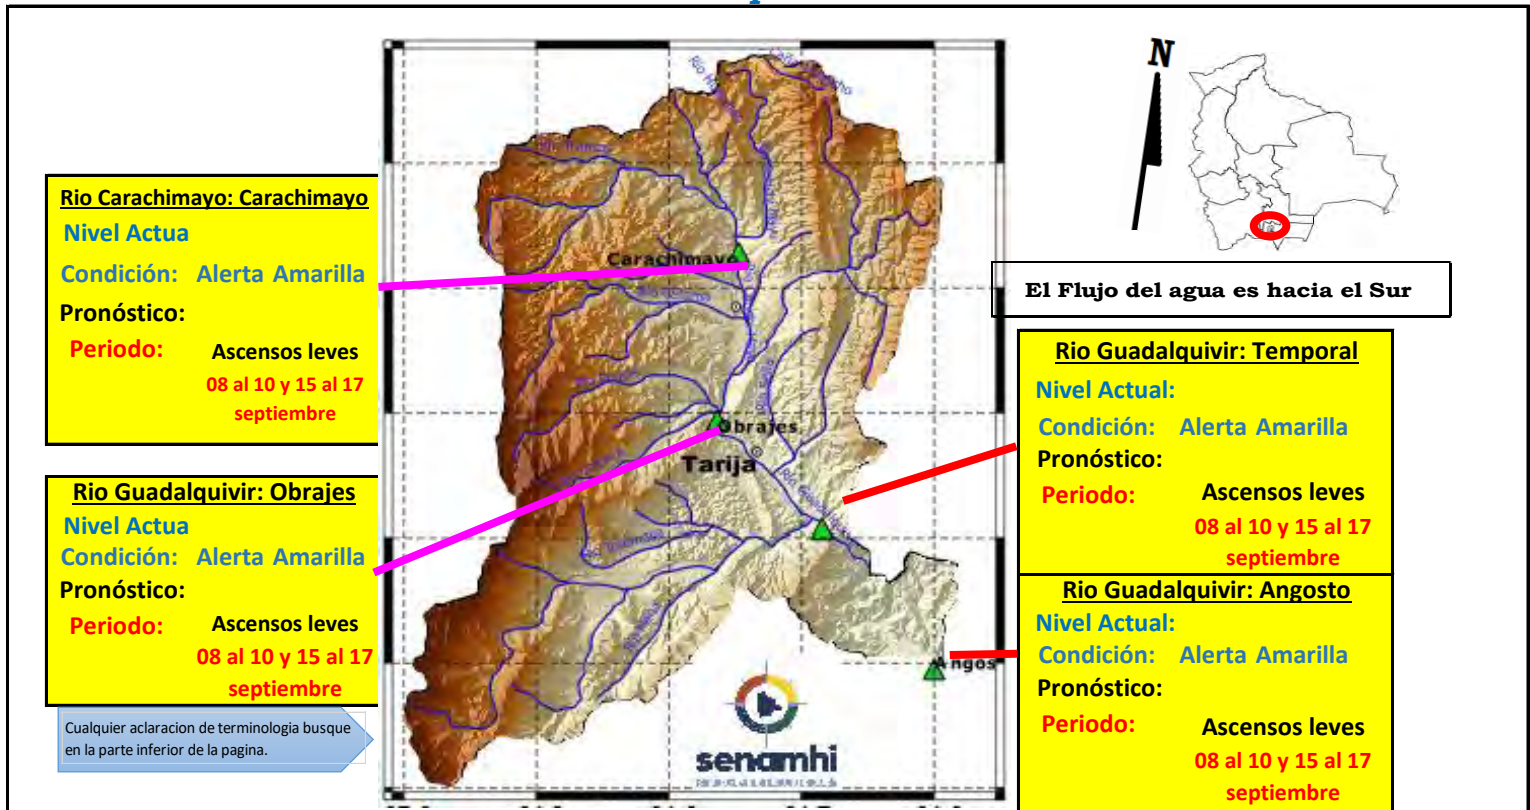 Rio Carachimayo: Carachimayo
Nivel Actua
Condición: Alerta Amarilla
Pronóstico:
Periodo: Ascensos leves
08 al 10 y 15 al 17
septiembre
Rio Guadalquivir: Obrajes
Nivel Actua
Condición: Alerta Amarilla
Pronóstico:
Periodo: Ascensos leves
08 al 10 y 15 al 17
septiembre
Cualquier aclaracion de terminologia busque
en la parte inferior de la pagina.
Carachimayo
Obrajes
Tarija
Angos
senamhi
N
El Flujo del agua es hacia el Sur
Rio Guadalquivir: Temporal
Nivel Actual:
Condición: Alerta Amarilla
Pronóstico:
Periodo: Ascensos leves
08 al 10 y 15 al 17
septiembre
Rio Guadalquivir: Angosto
Nivel Actual:
Condición: Alerta Amarilla
Pronóstico:
Periodo: Ascensos leves
08 al 10 y 15 al 17
septiembre